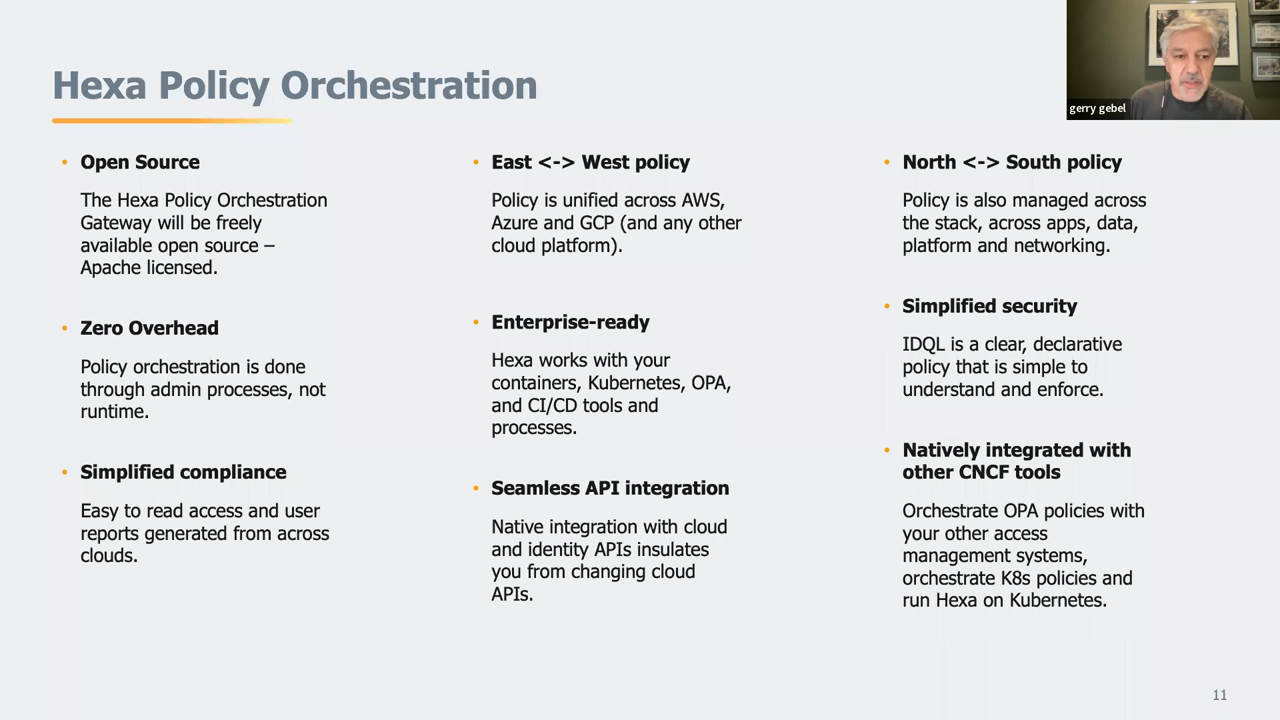 Hexa Policy Orchestration
gerry gebel
• Open Source
The Hexa Policy Orchestration
Gateway will be freely
available open source –
Apache licensed.
• Zero Overhead
Policy orchestration is done
through admin processes, not
runtime.
• Simplified compliance
Easy to read access and user
reports generated from across
clouds.
• East <-> West policy
Policy is unified across AWS,
Azure and GCP (and any other
cloud platform).
• Enterprise-ready
Hexa works with your
containers, Kubernetes, OPA,
and CI/CD tools and
processes.
• Seamless API integration
Native integration with cloud
and identity APIs insulates
you from changing cloud
APIs.
• North <-> South policy
Policy is also managed across
the stack, across apps, data,
platform and networking.
• Simplified security
IDQL is a clear, declarative
policy that is simple to
understand and enforce.
• Natively integrated with
other CNCF tools
Orchestrate OPA policies with
your other access
management systems,
orchestrate K8s policies and
run Hexa on Kubernetes.
11